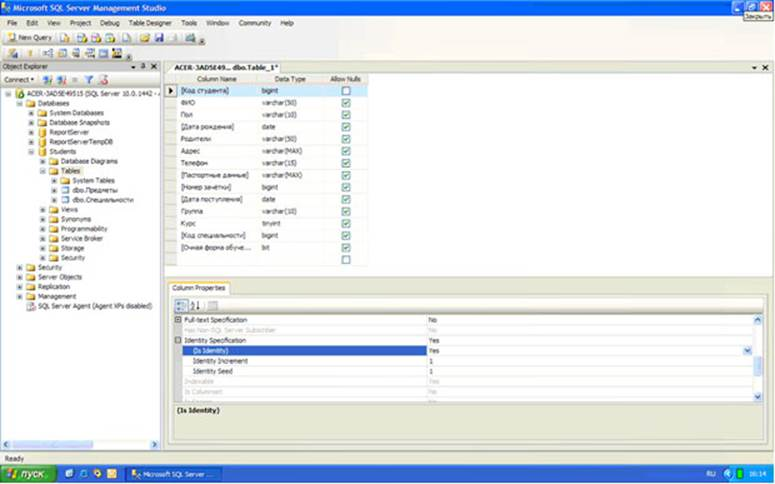 Microsoft SQL Server Management Studio
Закрыть
File Edit View Project Debug Table Designer Tools Window Community Help
New Query
Object Explorer
Connect
ACER-3AD5E49515 (SQL Server 10.0.1442 -
Databases
System Databases
Database Snapshots
ReportServer
ReportServerTempDB
Students
Database Diagrams
Tables
System Tables
dbo.Предметы
dbo.Специальности
Views
Synonyms
Programmability
Service Broker
Storage
Security
Security
Server Objects
Replication
Management
SQL Server Agent (Agent XPs disabled)
ACER-3AD5E49... dbo.Table_1*
Column Name Data Type Allow Nulls
[Код студента] bigint
ФИО varchar(50)
Пол varchar(10)
[Дата рождения] date
Родители varchar(50)
Адрес varchar(MAX)
Телефон varchar(15)
[Паспортные данные] varchar(MAX)
[Номер зачётки] bigint
[Дата поступления] date
Группа varchar(10)
Курс tinyint
[Код специальности] bigint
[Очная форма обуче... bit
Column Properties
Full-text Specification No
Has Non-SQL Server Subscriber No
Identity Specification Yes
(Is Identity) Yes
Identity Increment 1
Identity Seed 1
Indexable Yes
Is Columnset No
(Is Identity)
Ready
пуск
Microsoft SQL Server ...
RU
16:14